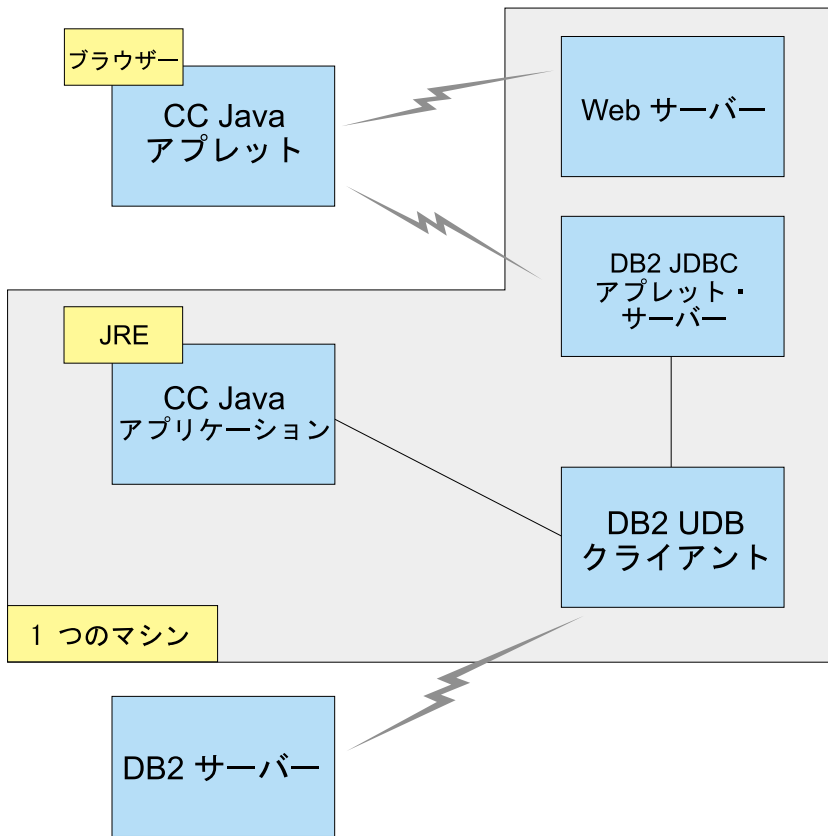 ブラウザー
CC Java
アプレット
Web サーバー
DB2 JDBC
アプレット・
サーバー
JRE
CC Java
アプリケーション
DB2 UDB
クライアント
1 つのマシン
DB2 サーバー